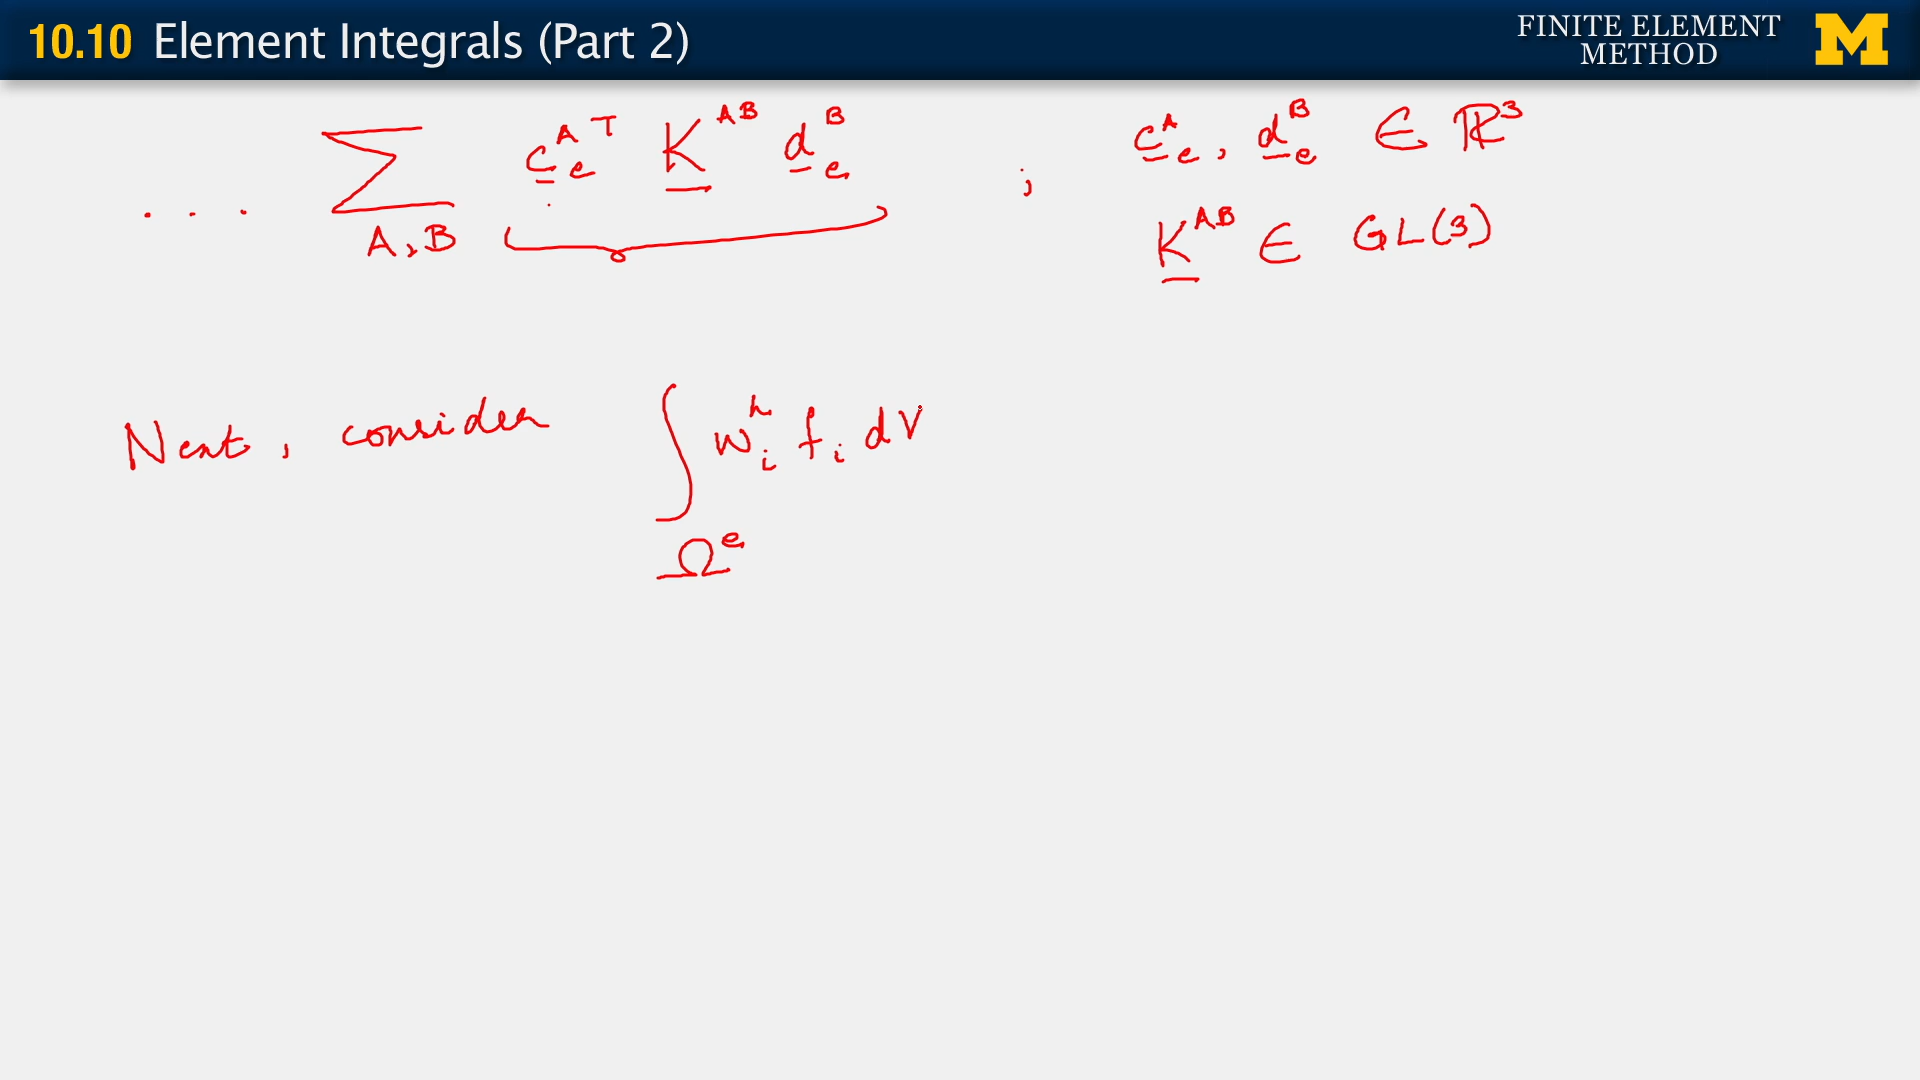 10.10 Element Integrals (Part 2)
FINITE ELEMENT
METHOD
M
. . . ∑_{A,B} c_e^{A T} K^{AB} d_e^B ; c_e^A, d_e^B ∈ ℝ^3
K^{AB} ∈ GL(3)
Next, consider ∫_{Ω^e} w_i^h f_i dV